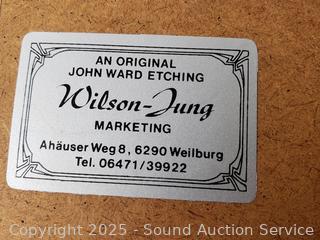 AN ORIGINAL
JOHN WARD ETCHING
Wilson-Jung
MARKETING
Ahäuser Weg 8, 6290 Weilburg
Tel. 06471/39922
Copyright 2025 - Sound Auction Service